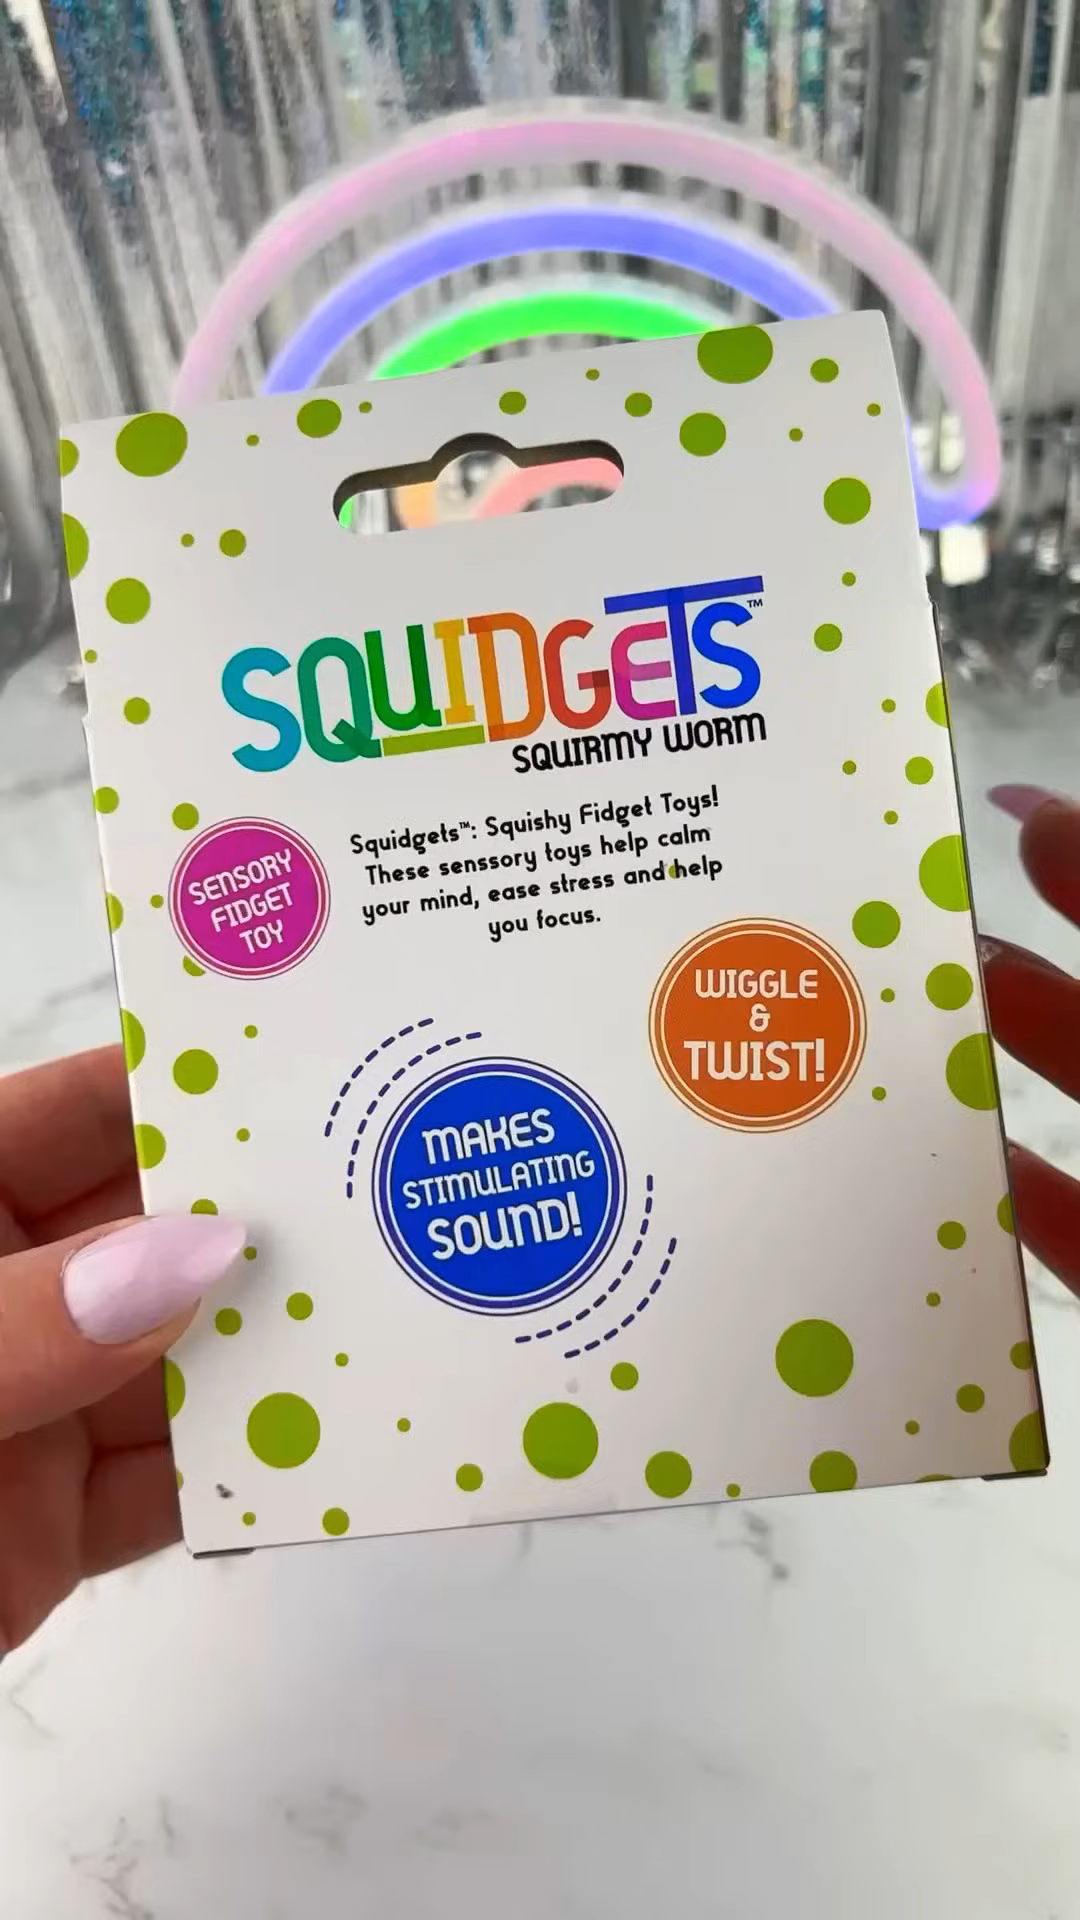 SQUIDGETS™
SQUIRMY WORM
Squidgets™: Squishy Fidget Toys!
These senssory toys help calm
your mind, ease stress and help
you focus.
SENSORY
FIDGET
TOY
WIGGLE
&
TWIST!
MAKES
STIMULATING
SOUND!